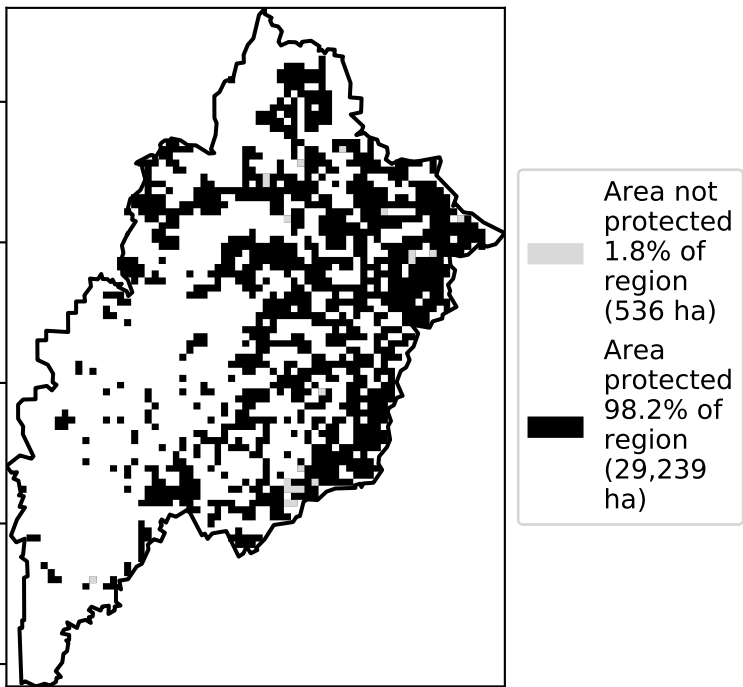 Area not
protected
1.8% of
region
(536 ha)
Area
protected
98.2% of
region
(29,239
ha)